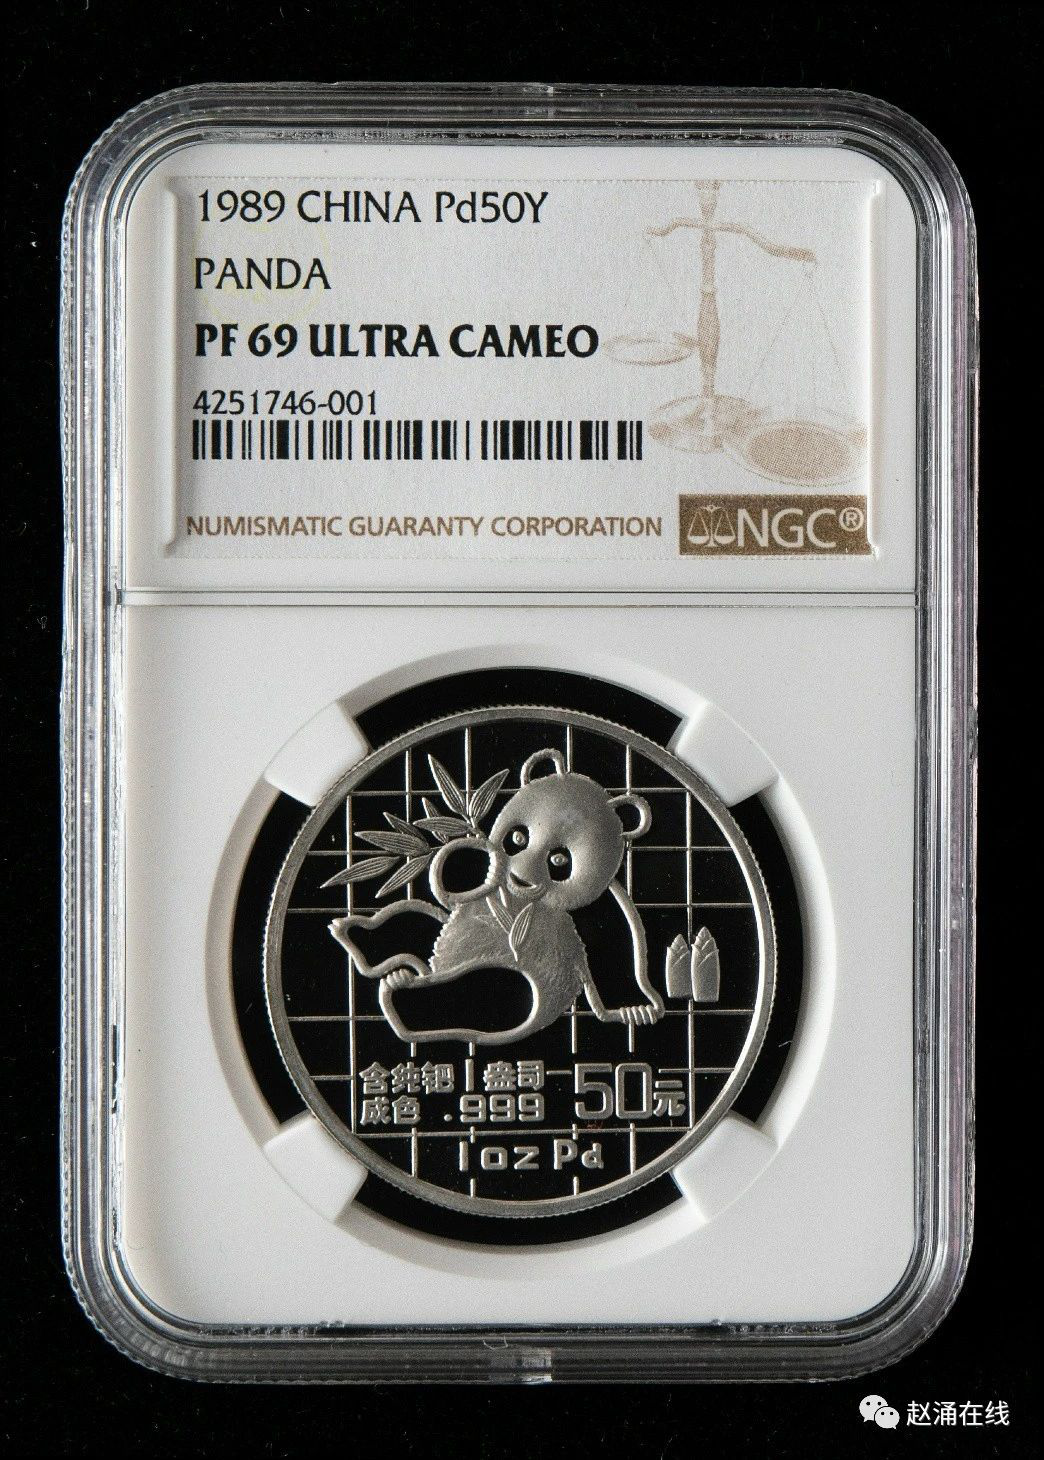 1989 CHINA Pd50Y
PANDA
PF 69 ULTRA CAMEO
4251746-001
NUMISMATIC GUARANTY CORPORATION
NGC®
含纯钯1盎司
成色 .999
50元
1oz Pd
赵涌在线